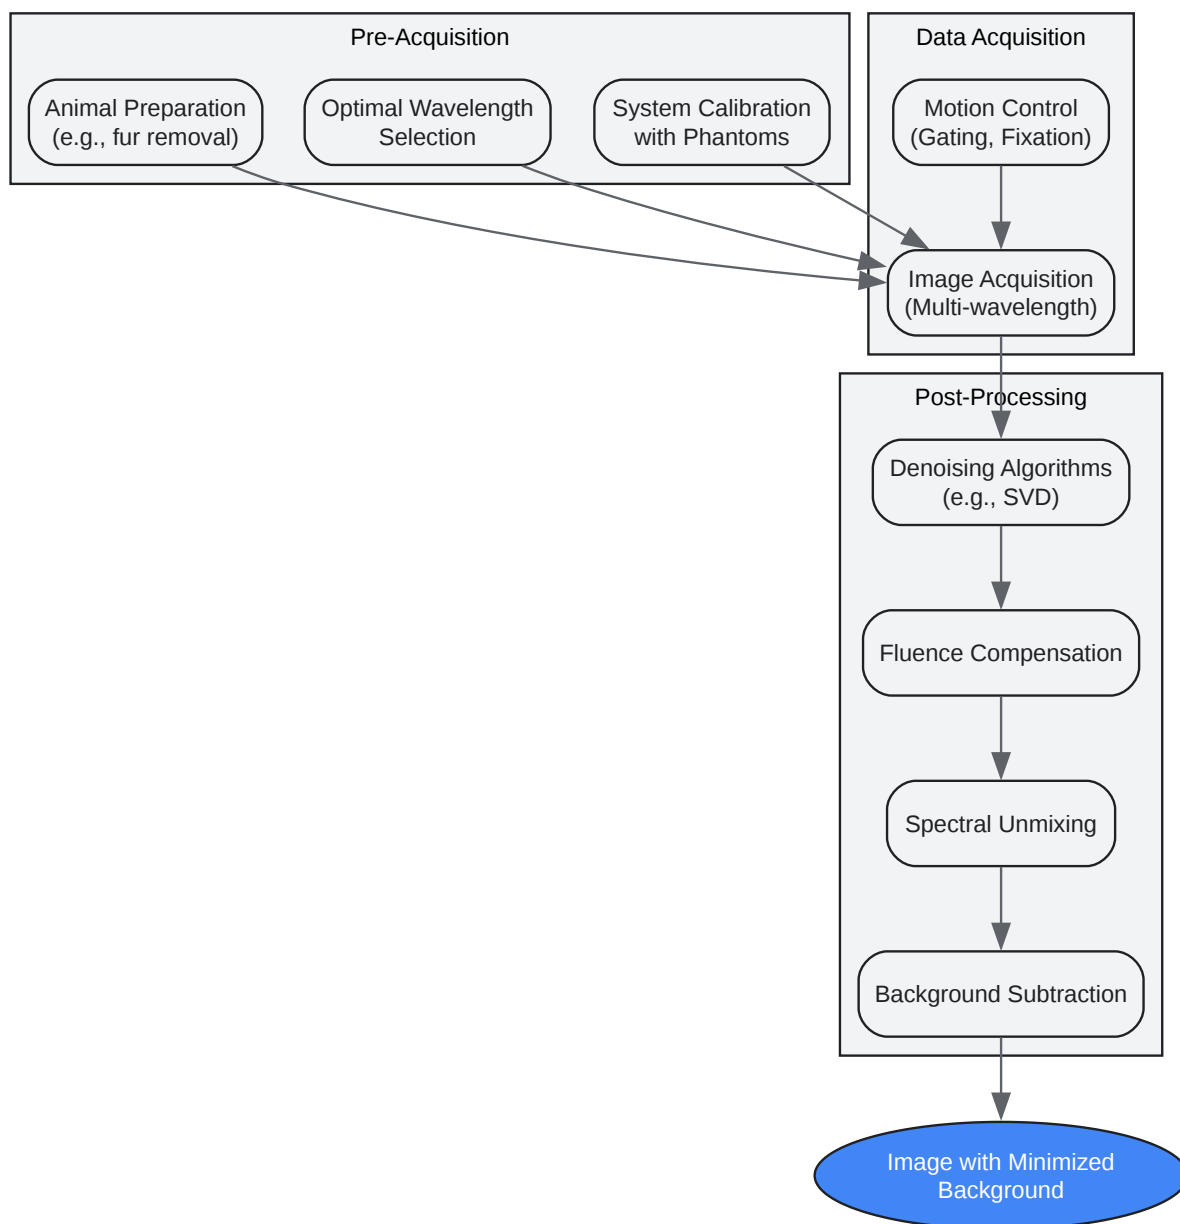 Pre-Acquisition
Animal Preparation
(e.g., fur removal)
Optimal Wavelength
Selection
System Calibration
with Phantoms
Data Acquisition
Motion Control
(Gating, Fixation)
Image Acquisition
(Multi-wavelength)
Post-Processing
Denoising Algorithms
(e.g., SVD)
Fluence Compensation
Spectral Unmixing
Background Subtraction
Image with Minimized
Background